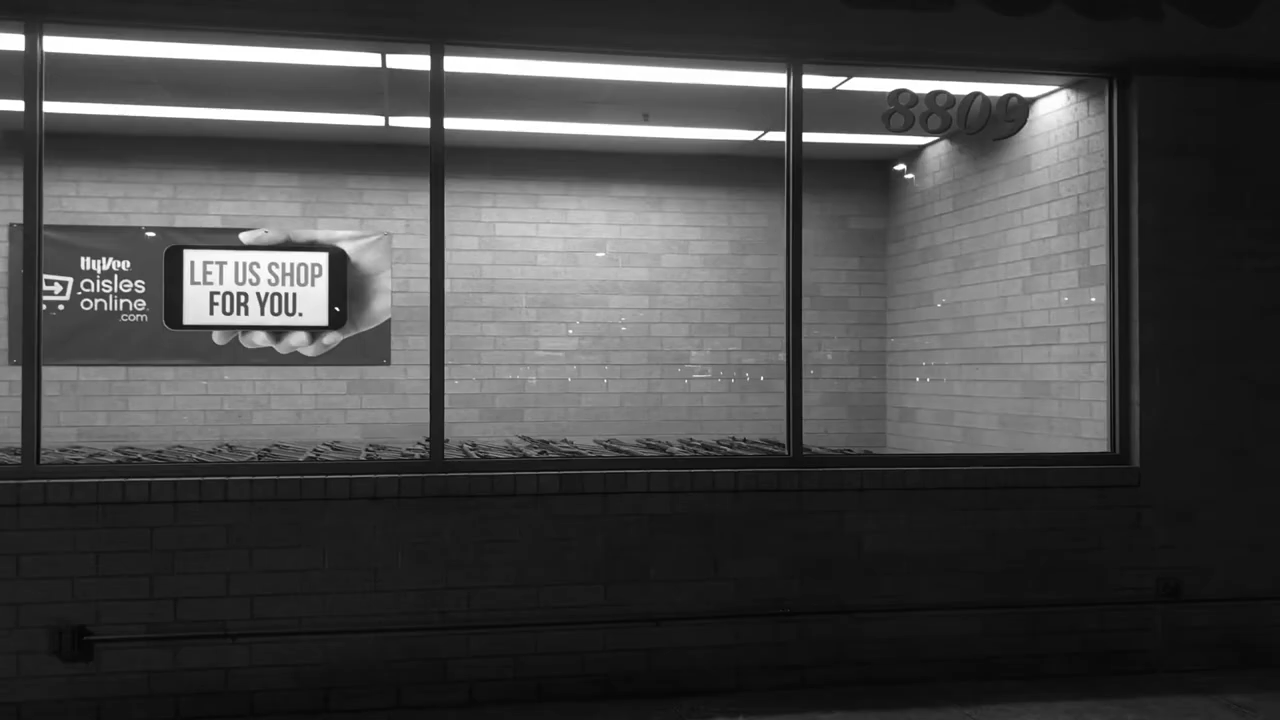 8809
HyVee
aisles
online.
.com
LET US SHOP
FOR YOU.